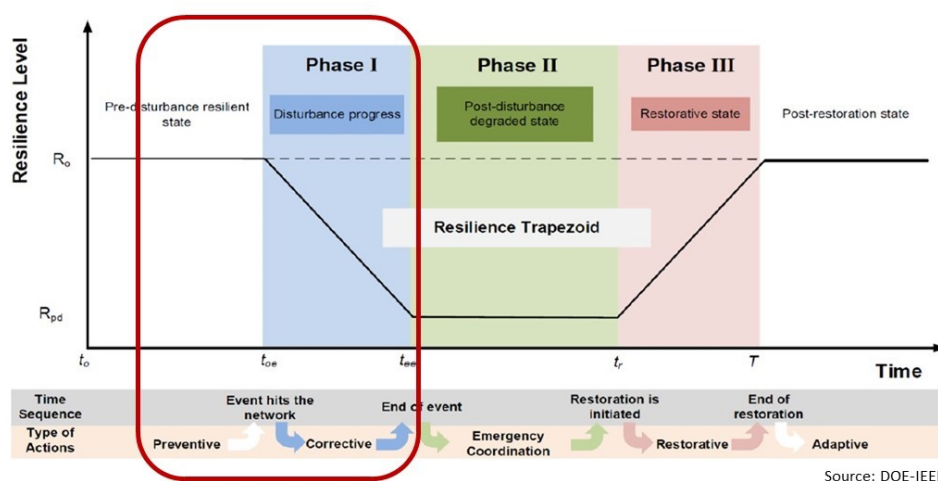 Resilience Level
Phase I
Phase II
Phase III
Pre-disturbance resilient
state
Disturbance progress
Post-disturbance
degraded state
Restorative state
Post-restoration state
Ro
Resilience Trapezoid
Rpd
to
toe
tee
tr
T
Time
Time
Sequence
Event hits the
network
End of event
Restoration is
initiated
End of
restoration
Type of
Actions
Preventive
Corrective
Emergency
Coordination
Restorative
Adaptive
Source: DOE-IEEE